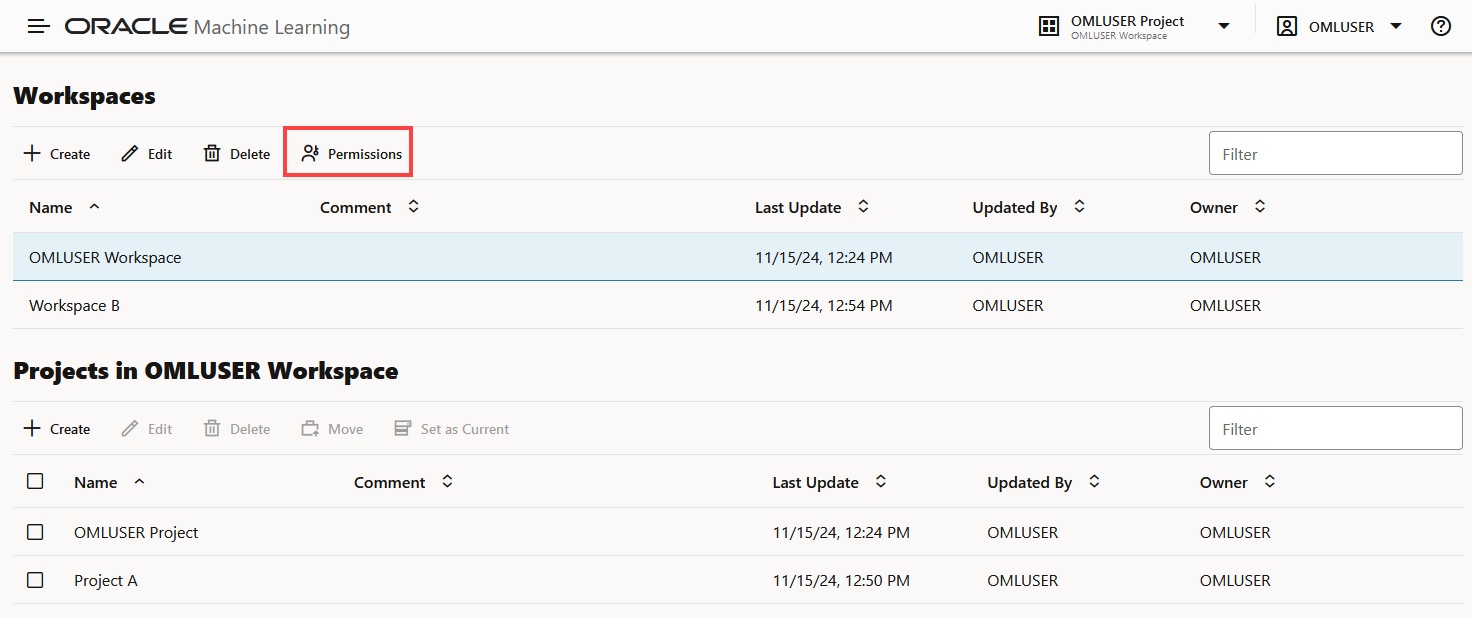 ORACLE Machine Learning
OMLUSER Project
OMLUSER Workspace
OMLUSER
Workspaces
Create Edit Delete Permissions Filter
Name Comment Last Update Updated By Owner
OMLUSER Workspace 11/15/24, 12:24 PM OMLUSER OMLUSER
Workspace B 11/15/24, 12:54 PM OMLUSER OMLUSER
Projects in OMLUSER Workspace
Create Edit Delete Move Set as Current Filter
Name Comment Last Update Updated By Owner
OMLUSER Project 11/15/24, 12:24 PM OMLUSER OMLUSER
Project A 11/15/24, 12:50 PM OMLUSER OMLUSER